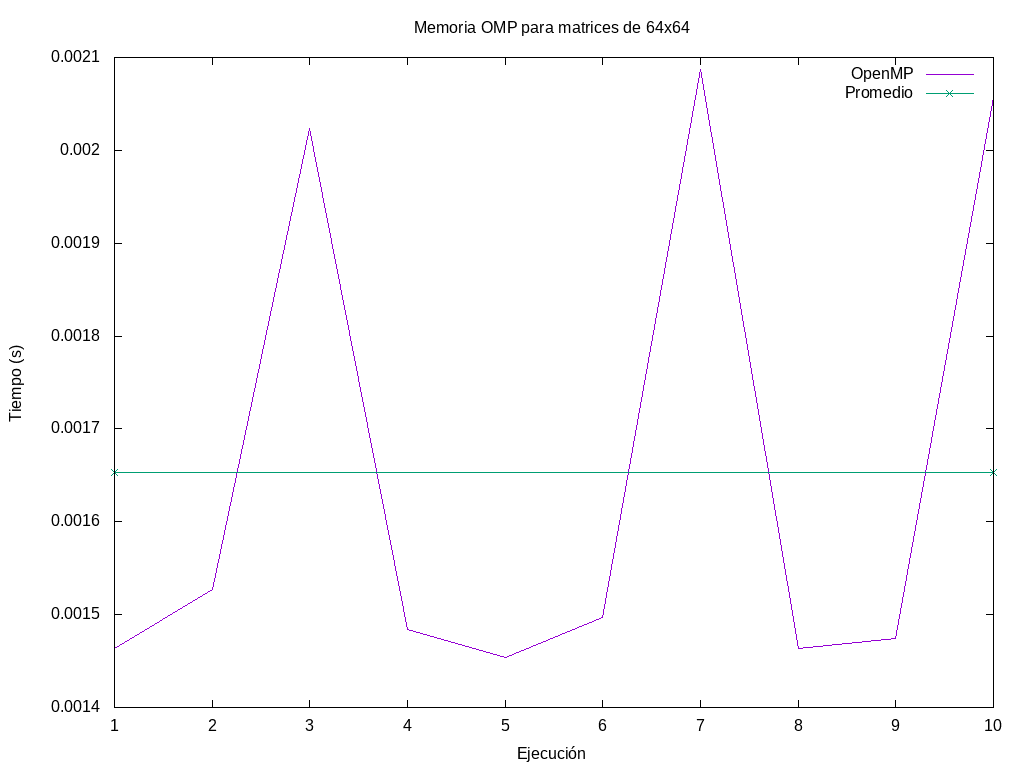 Memoria OMP para matrices de 64x64
0.0021
OpenMP
Promedio
0.002
0.0019
0.0018
0.0017
0.0016
0.0015
0.0014
Tiempo (s)
1 2 3 4 5 6 7 8 9 10
Ejecución